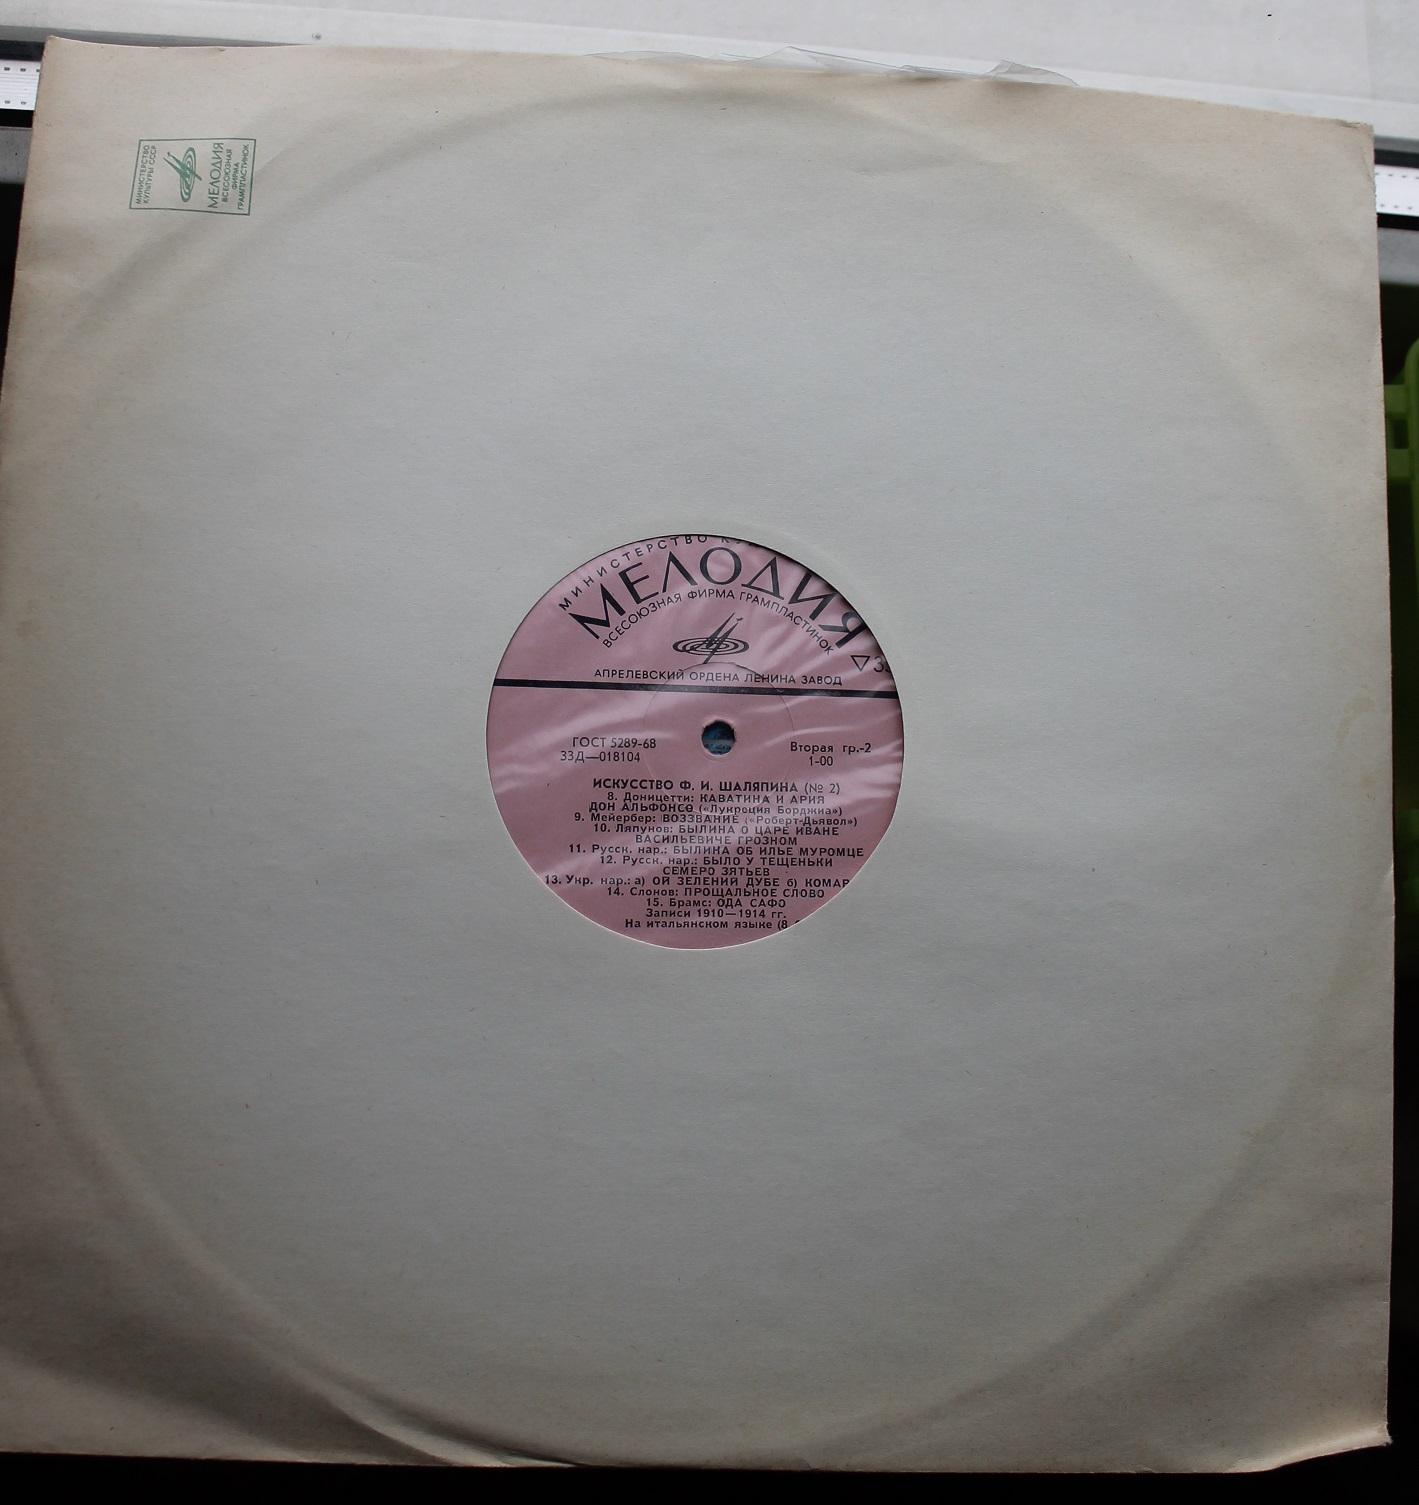 МИНИСТЕРСТВО
КУЛЬТУРЫ СССР
МЕЛОДИЯ
ВСЕСОЮЗНАЯ
ФИРМА
ГРАМПЛАСТИНОК
МИНИСТЕРСТВО
МЕЛОДИЯ
ВСЕСОЮЗНАЯ ФИРМА ГРАМПЛАСТИНОК
АПРЕЛЕВСКИЙ ОРДЕНА ЛЕНИНА ЗАВОД
ГОСТ 5289-68
33Д—018104
Вторая гр.-2
1-00
ИСКУССТВО Ф. И. ШАЛЯПИНА (№ 2)
8. Доницетти: КАВАТИНА И АРИЯ
ДОН АЛЬФОНСО («Лукреция Борджиа»)
9. Мейербер: ВОЗЗВАНИЕ («Роберт-Дьявол»)
10. Ляпунов: БЫЛИНА О ЦАРЕ ИВАНЕ
ВАСИЛЬЕВИЧЕ ГРОЗНОМ
11. Русск. нар.: БЫЛИНА ОБ ИЛЬЕ МУРОМЦЕ
12. Русск. нар.: БЫЛО У ТЕЩЕНЬКИ
СЕМЕРО ЗЯТЬЕВ
13. Укр. нар.: а) ОЙ ЗЕЛЕНИЙ ДУБЕ б) КОМАР
14. Слонов: ПРОЩАЛЬНОЕ СЛОВО
15. Брамс: ОДА САФО
Записи 1910—1914 гг.
На итальянском языке (8